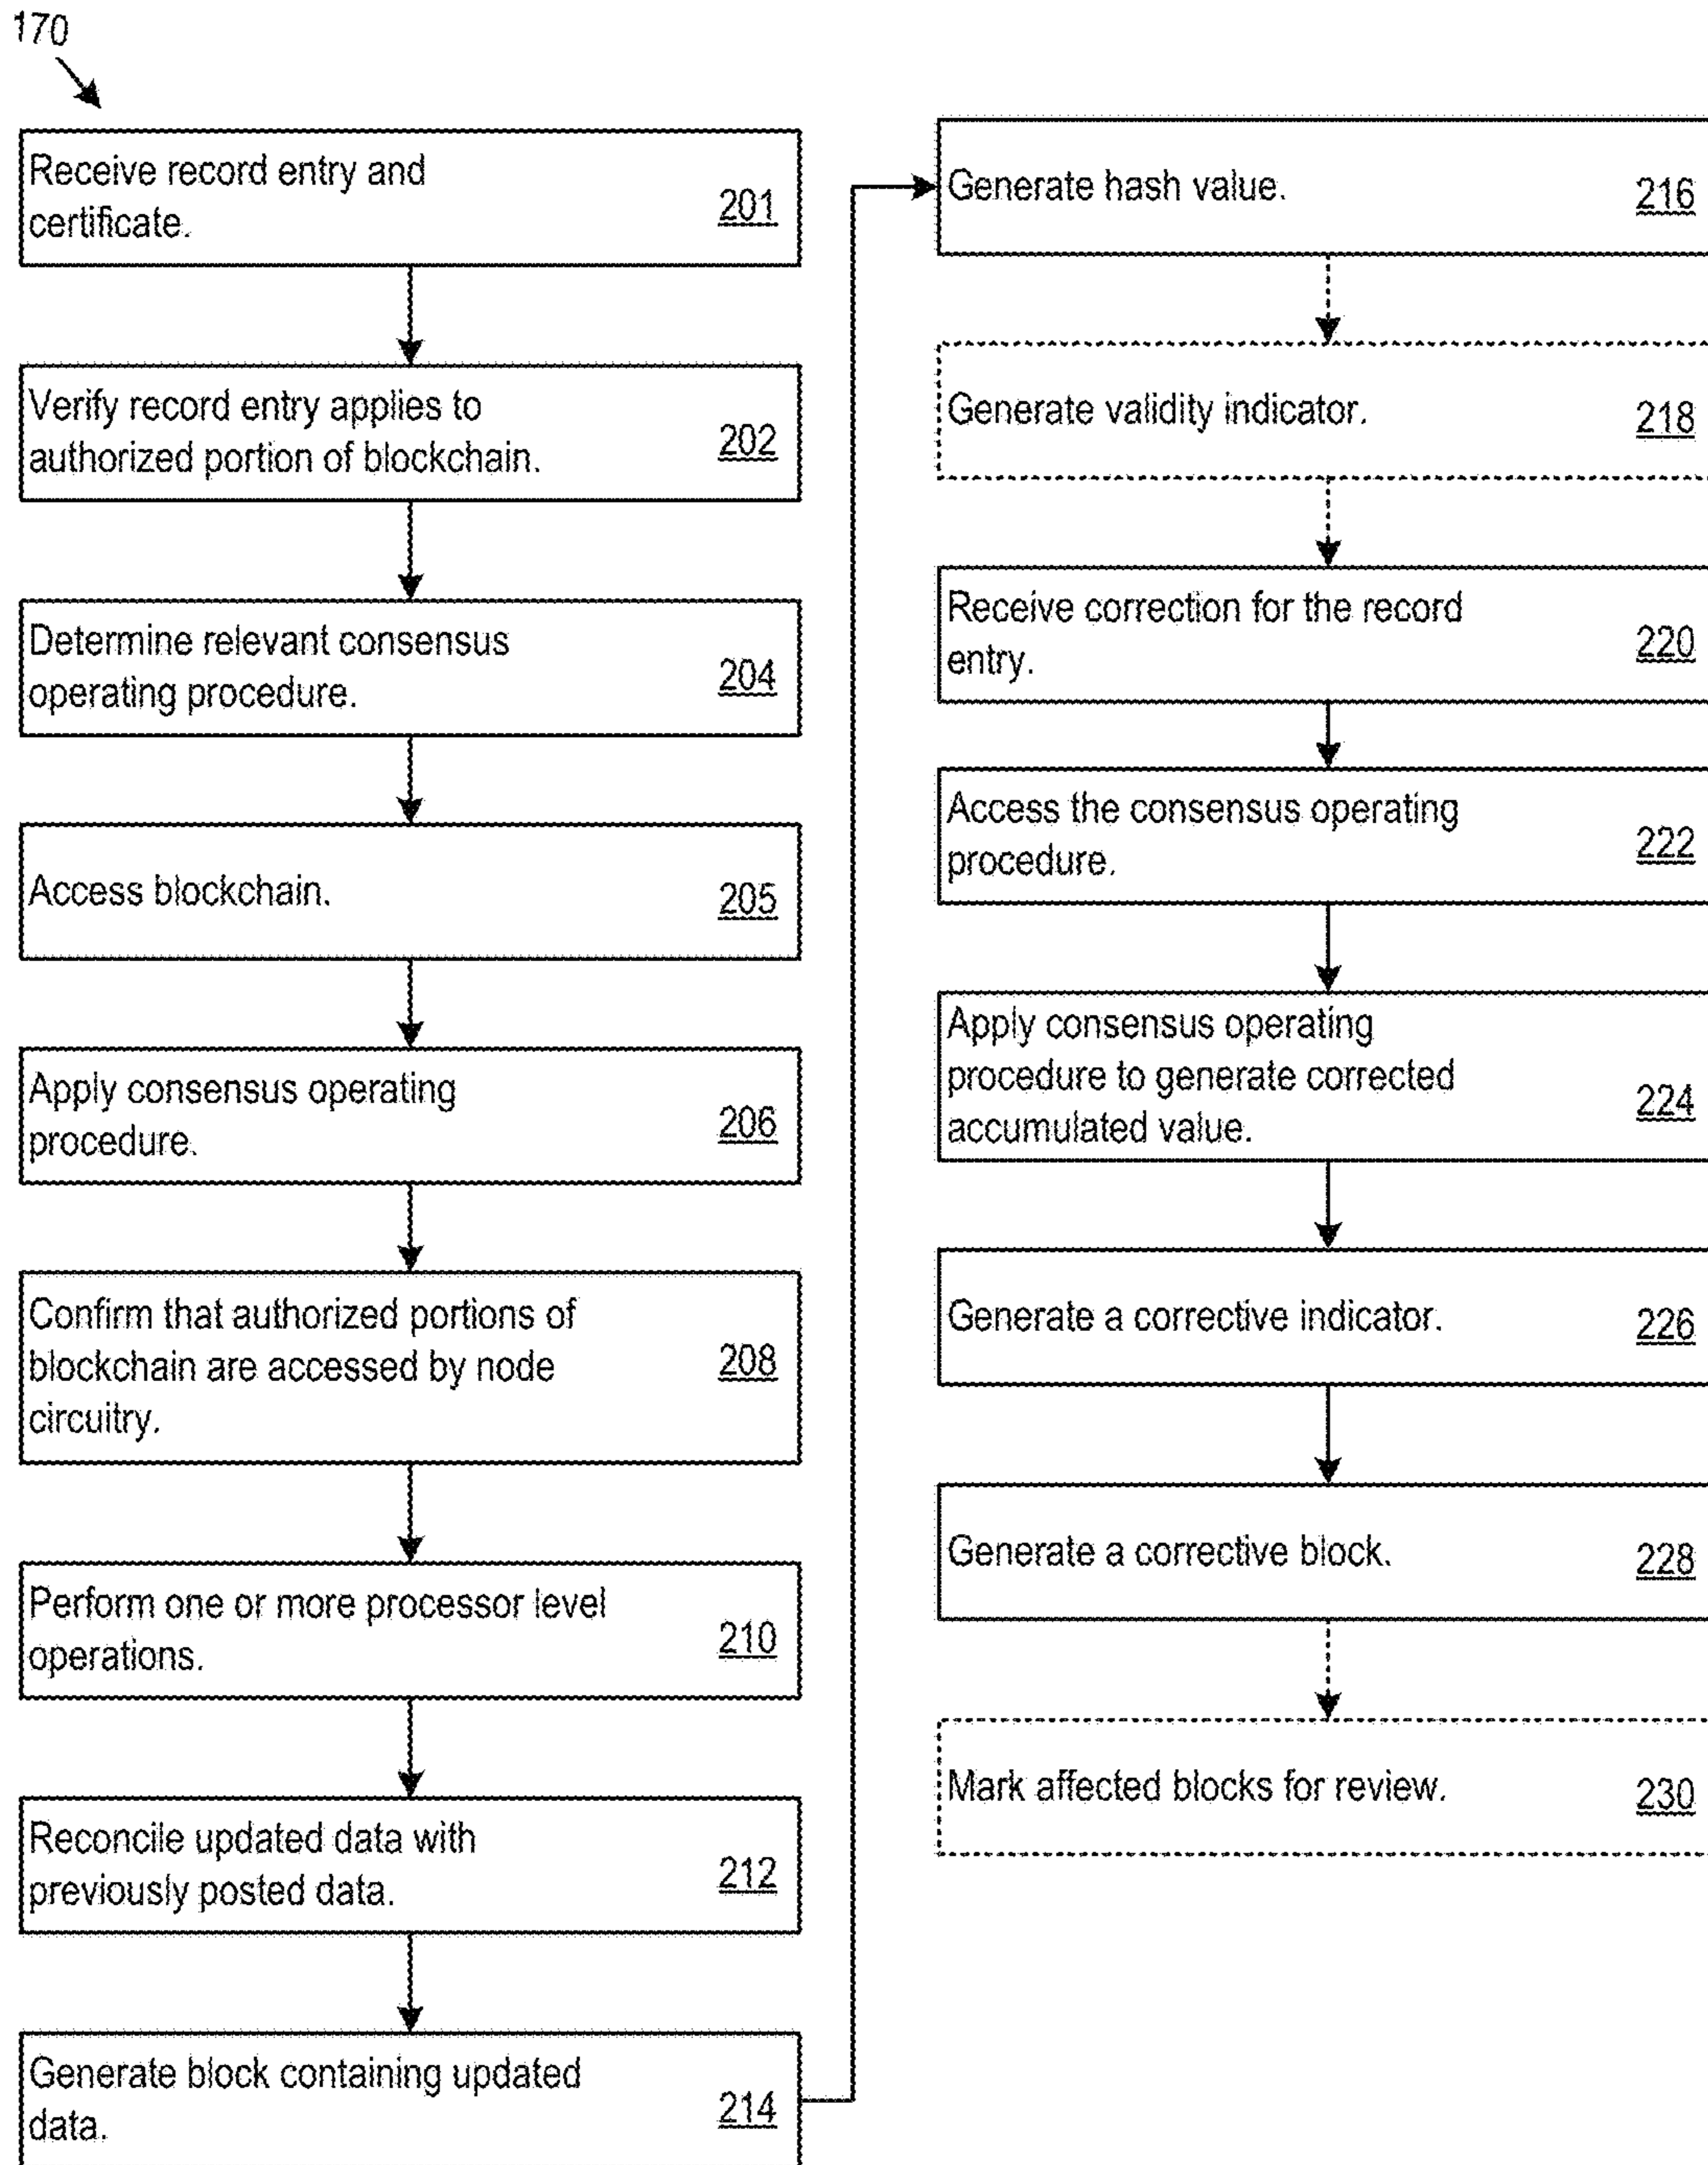 170
Receive record entry and
certificate.
201
Verify record entry applies to
authorized portion of blockchain.
202
Determine relevant consensus
operating procedure.
204
Access blockchain.
205
Apply consensus operating
procedure.
206
Confirm that authorized portions of
blockchain are accessed by node
circuitry.
208
Perform one or more processor level
operations.
210
Reconcile updated data with
previously posted data.
212
Generate block containing updated
data.
214
Generate hash value.
216
Generate validity indicator.
218
Receive correction for the record
entry.
220
Access the consensus operating
procedure.
222
Apply consensus operating
procedure to generate corrected
accumulated value.
224
Generate a corrective indicator.
226
Generate a corrective block.
228
Mark affected blocks for review.
230